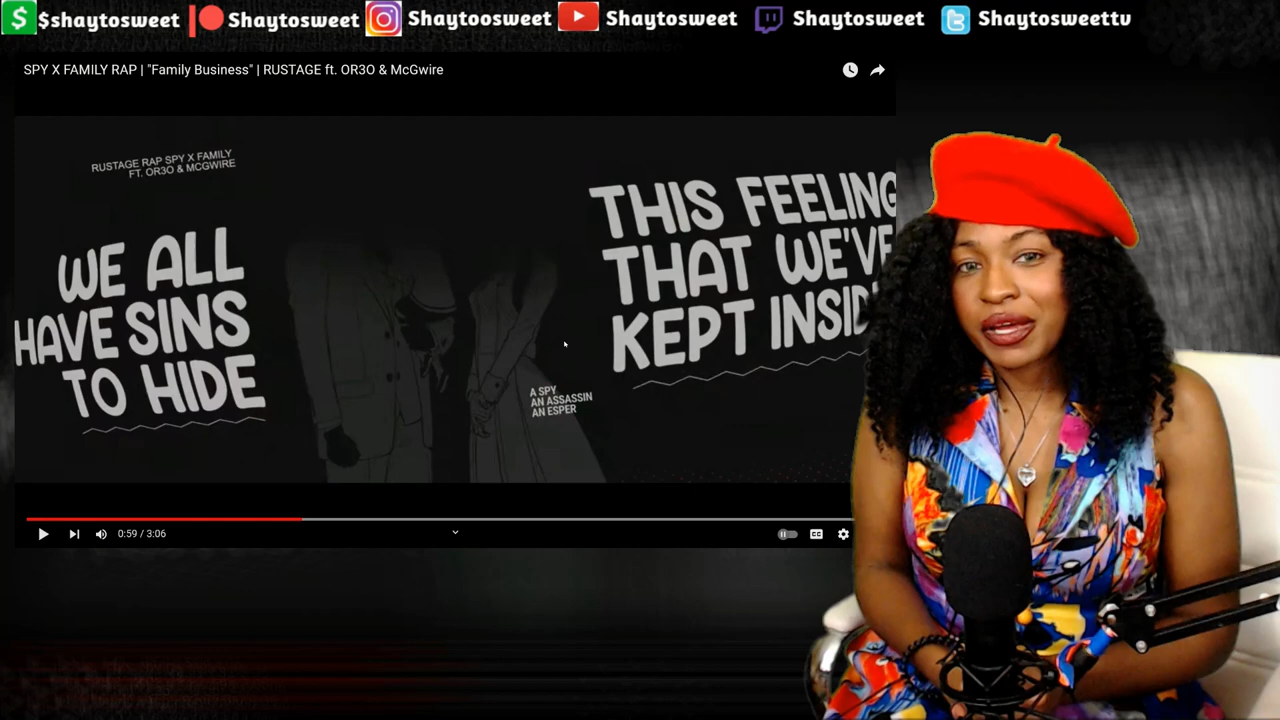 $shaytosweet
Shaytosweet
Shaytoosweet
Shaytosweet
Shaytosweet
Shaytosweettv
SPY X FAMILY RAP | "Family Business" | RUSTAGE ft. OR3O & McGwire
RUSTAGE RAP SPY X FAMILY
FT. OR3O & MCGWIRE
WE ALL
HAVE SINS
TO HIDE
A SPY
AN ASSASSIN
AN ESPER
THIS FEELING
THAT WE'VE
KEPT INSID
0:59 / 3:06
CC